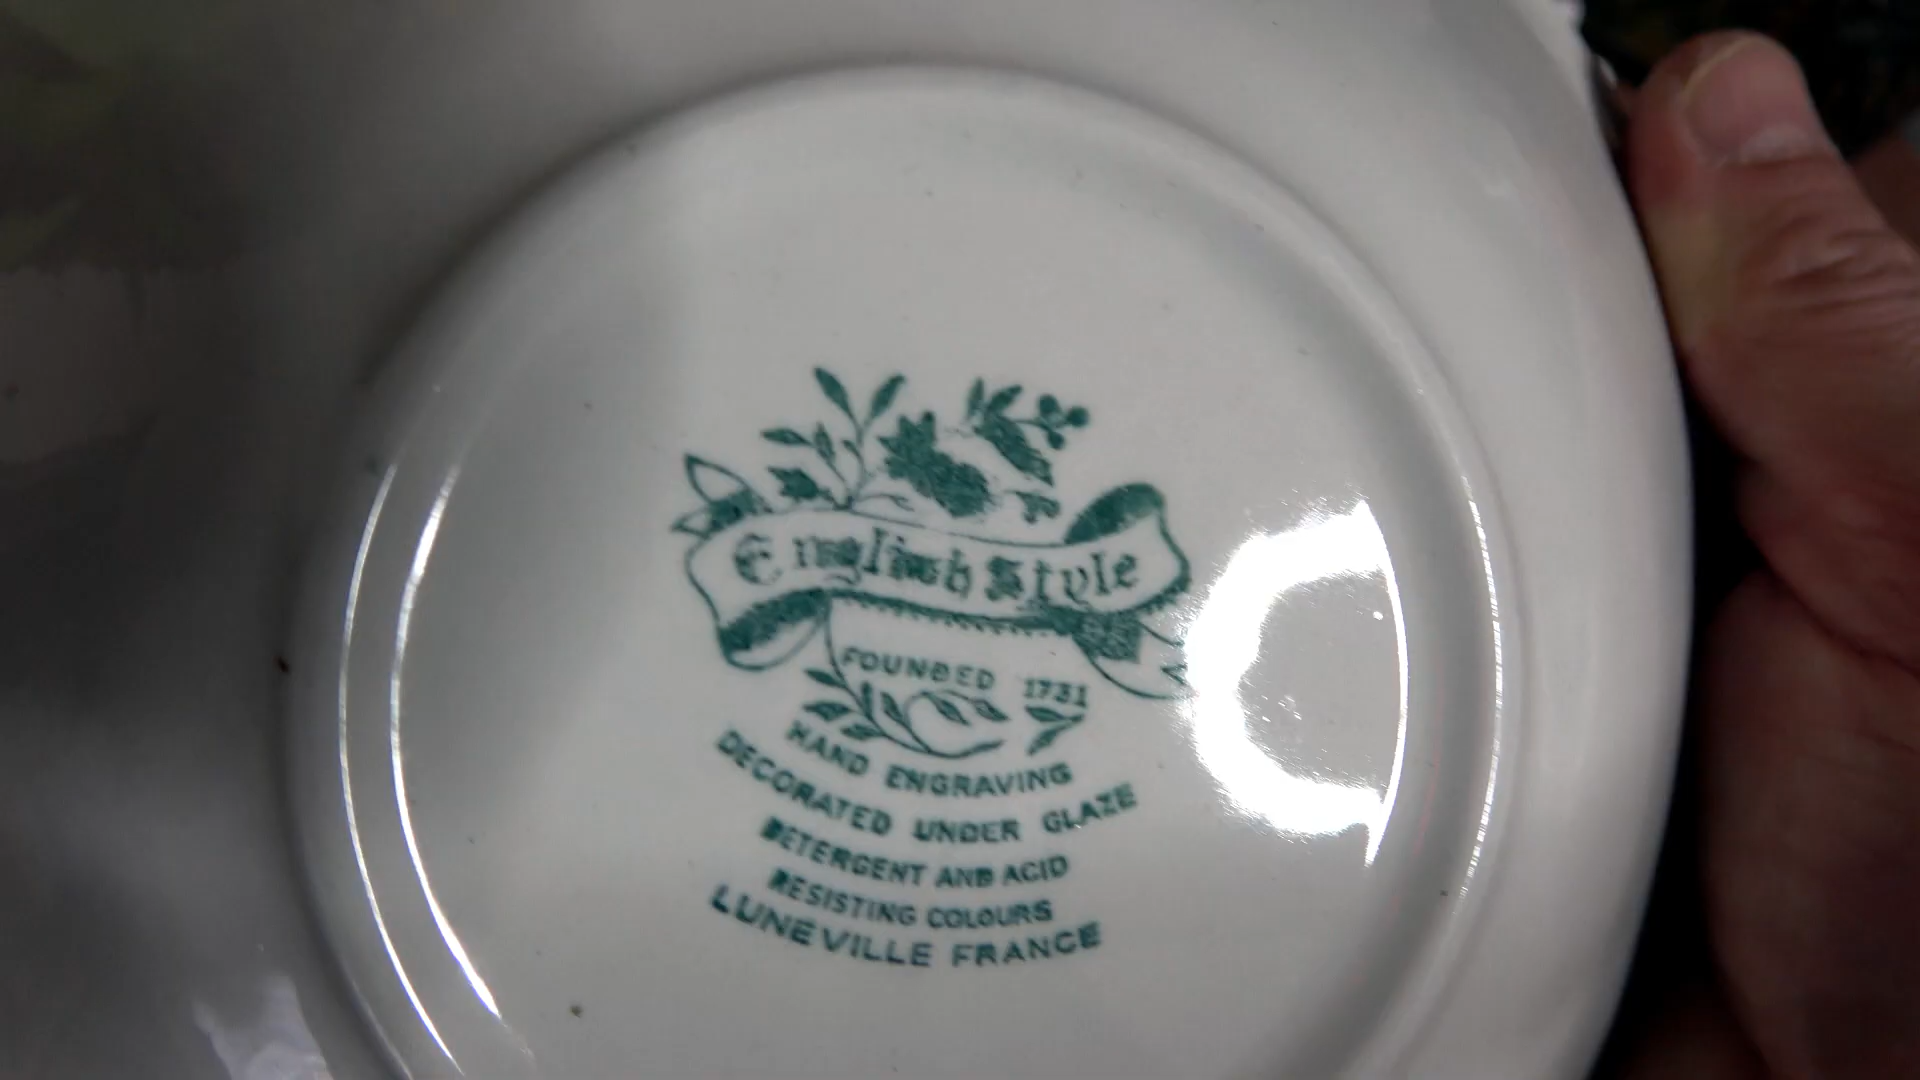 English Style
FOUNDED 1731
HAND ENGRAVING
DECORATED UNDER GLAZE
DETERGENT AND ACID
RESISTING COLOURS
LUNEVILLE FRANCE